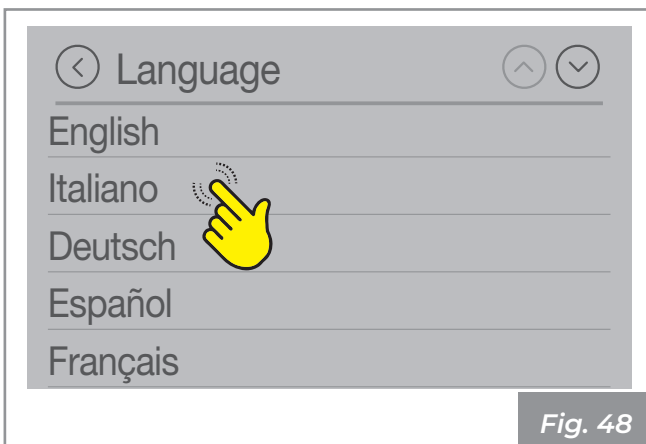 Language
English
Italiano
Deutsch
Español
Français
Fig. 48